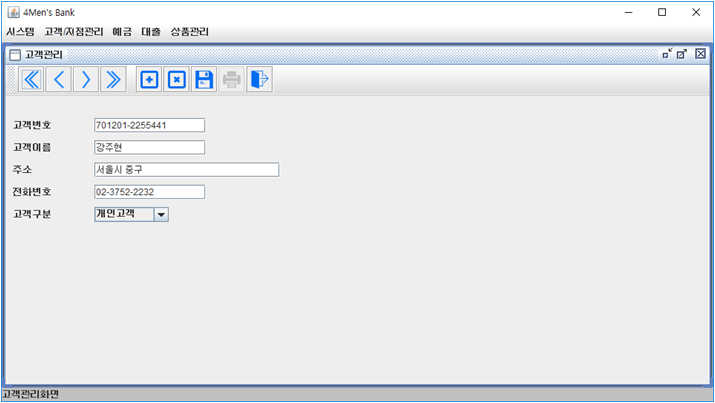 4Men's Bank
시스템 고객/지점관리 예금 대출 상품관리
고객관리
고객번호 701201-2255441
고객이름 강주현
주소 서울시 중구
전화번호 02-3752-2232
고객구분 개인고객
고객관리화면